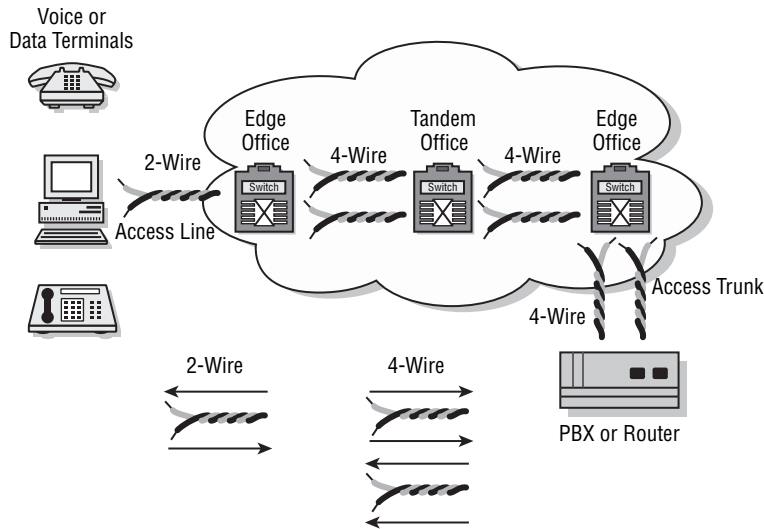 Voice or
Data Terminals
Edge
Office
Tandem
Office
Edge
Office
2-Wire
4-Wire
4-Wire
Switch
Switch
Switch
Access Line
Access Trunk
4-Wire
2-Wire
4-Wire
PBX or Router